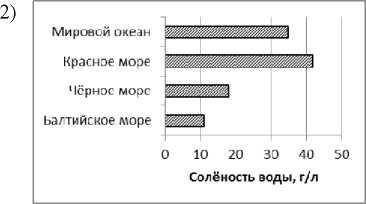 2)
Мировой океан
Красное море
Чёрное море
Балтийское море
0 10 20 30 40 50
Солёность воды, г/л